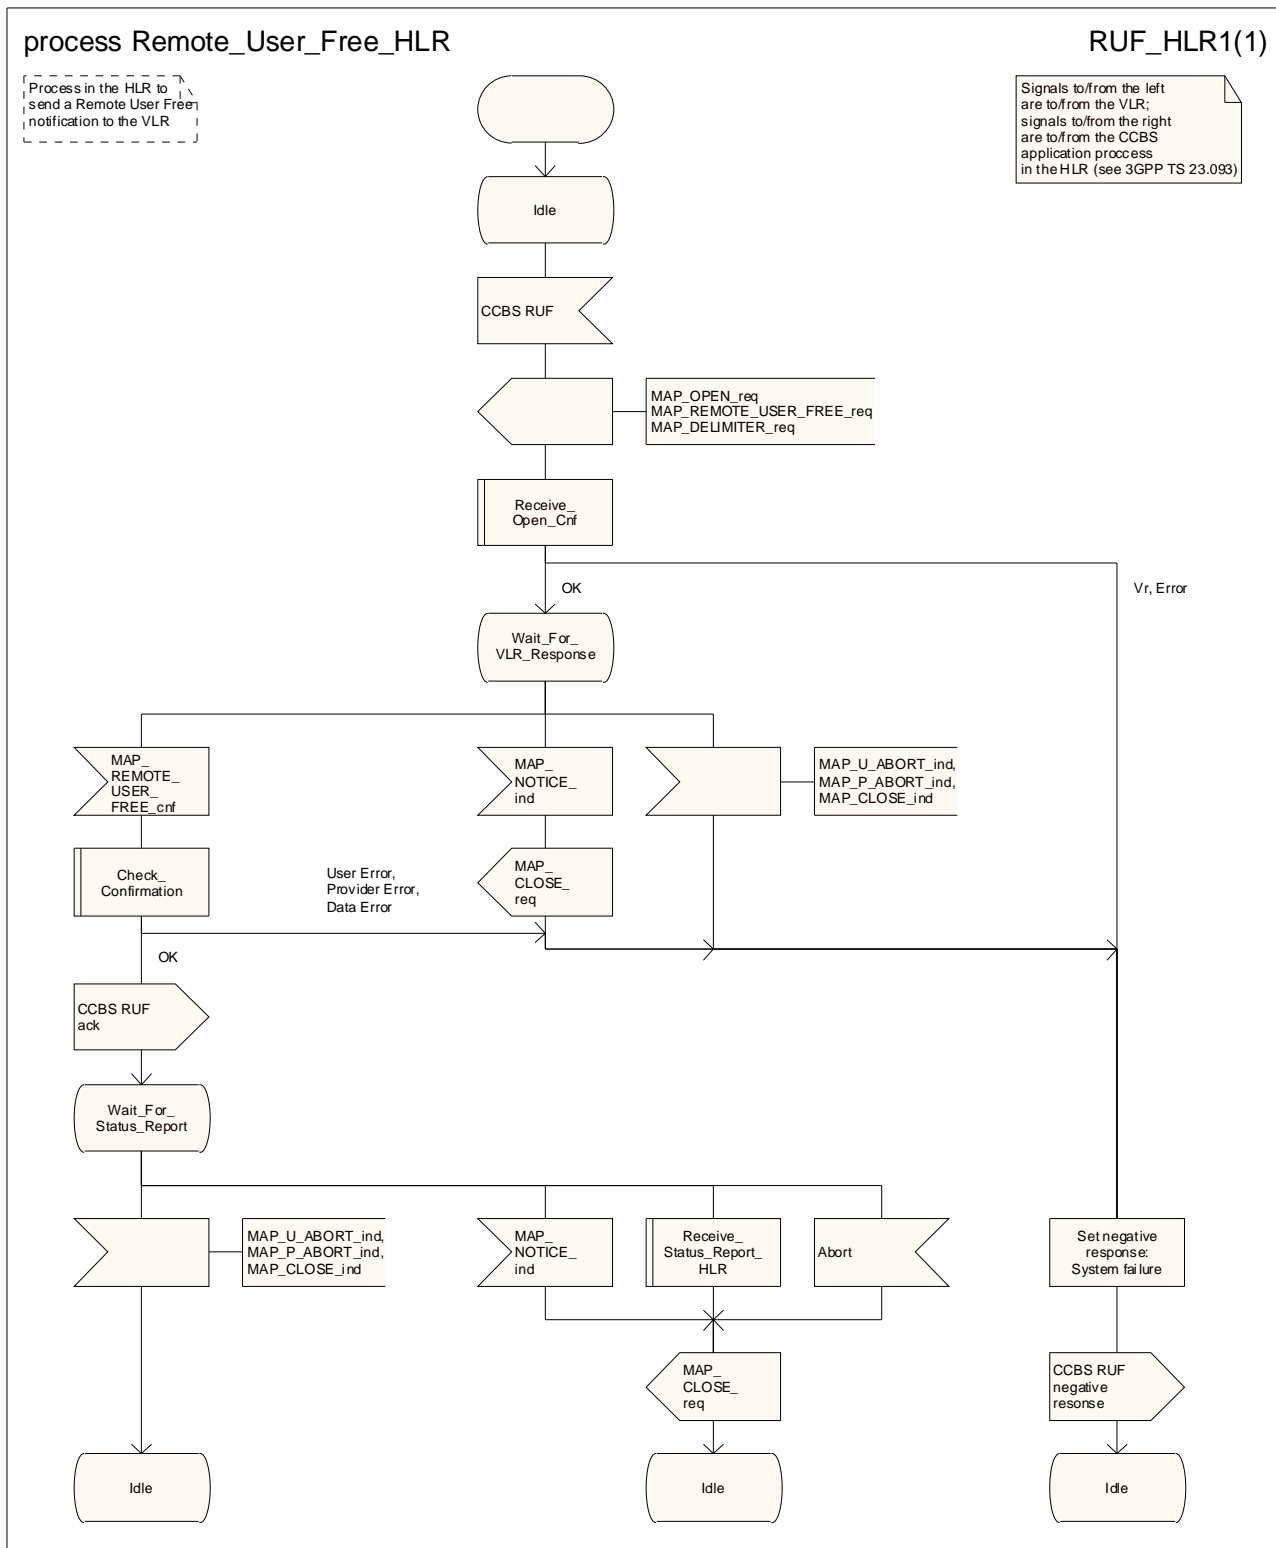 process Remote_User_Free_HLR
RUF_HLR1(1)
Process in the HLR to
send a Remote User Free
notification to the VLR
Signals to/from the left
are to/from the VLR;
signals to/from the right
are to/from the CCBS
application proccess
in the HLR (see 3GPP TS 23.093)
Idle
CCBS RUF
MAP_OPEN_req
MAP_REMOTE_USER_FREE_req
MAP_DELIMITER_req
Receive_
Open_Cnf
OK
Vr, Error
Wait_For_
VLR_Response
MAP_
REMOTE_
USER_
FREE_cnf
MAP_
NOTICE_
ind
MAP_U_ABORT_ind,
MAP_P_ABORT_ind,
MAP_CLOSE_ind
Check_
Confirmation
User Error,
Provider Error,
Data Error
MAP_
CLOSE_
req
OK
CCBS RUF
ack
Wait_For_
Status_Report
MAP_U_ABORT_ind,
MAP_P_ABORT_ind,
MAP_CLOSE_ind
MAP_
NOTICE_
ind
Receive_
Status_Report_
HLR
Abort
Set negative
response:
System failure
MAP_
CLOSE_
req
CCBS RUF
negative
resonse
Idle
Idle
Idle